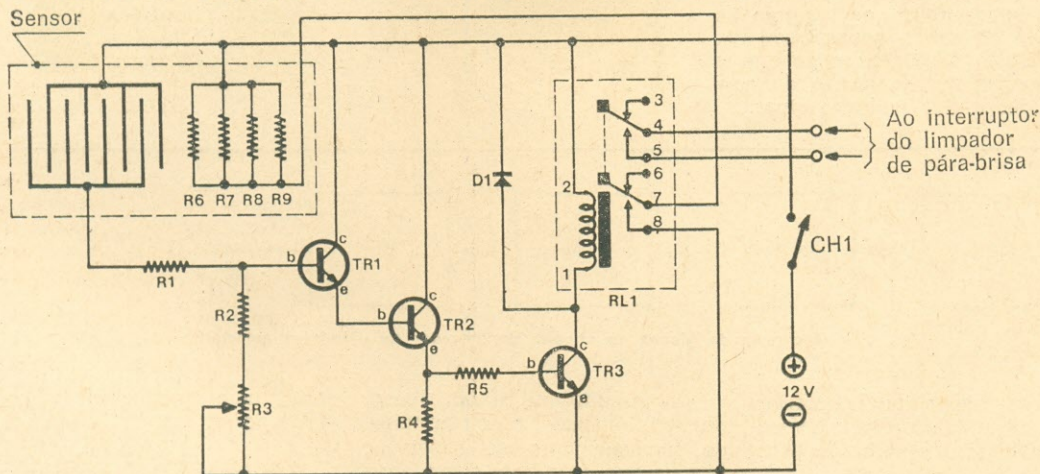 Sensor
3
4
5
6
7
8
Ao interruptor
do limpador
de pára-brisa
D1
2
1
RL1
CH1
R6 R7 R8 R9
c
b
e
TR1
R1
R2
c
b
e
TR2
R3
R4
R5
c
b
e
TR3
+
12 V
−